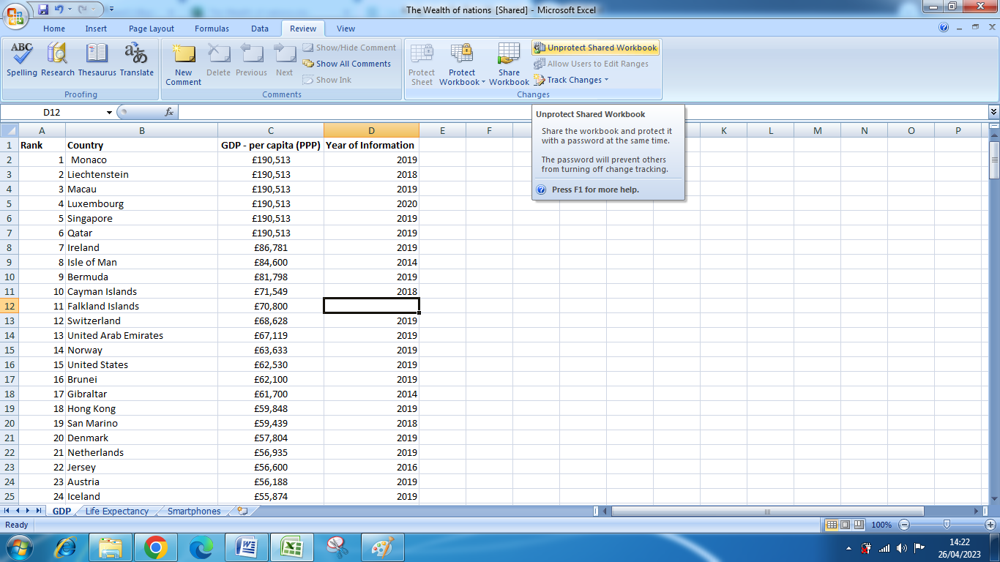 The Wealth of nations  [Shared] - Microsoft Excel
Home Insert Page Layout Formulas Data Review View
ABC
Spelling Research Thesaurus Translate
Proofing
New Comment Delete Previous Next
Show/Hide Comment
Show All Comments
Show Ink
Comments
Protect Sheet Protect Workbook Share Workbook
Unprotect Shared Workbook
Allow Users to Edit Ranges
Track Changes
Changes
D12 fx
Unprotect Shared Workbook
Share the workbook and protect it
with a password at the same time.
The password will prevent others
from turning off change tracking.
Press F1 for more help.
A B C D E F K L M N O P
1 Rank Country GDP - per capita (PPP) Year of Information
2 1 Monaco £190,513 2019
3 2 Liechtenstein £190,513 2018
4 3 Macau £190,513 2019
5 4 Luxembourg £190,513 2020
6 5 Singapore £190,513 2019
7 6 Qatar £190,513 2019
8 7 Ireland £86,781 2019
9 8 Isle of Man £84,600 2014
10 9 Bermuda £81,798 2019
11 10 Cayman Islands £71,549 2018
12 11 Falkland Islands £70,800
13 12 Switzerland £68,628 2019
14 13 United Arab Emirates £67,119 2019
15 14 Norway £63,633 2019
16 15 United States £62,530 2019
17 16 Brunei £62,100 2019
18 17 Gibraltar £61,700 2014
19 18 Hong Kong £59,848 2019
20 19 San Marino £59,439 2018
21 20 Denmark £57,804 2019
22 21 Netherlands £56,935 2019
23 22 Jersey £56,600 2016
24 23 Austria £56,188 2019
25 24 Iceland £55,874 2019
GDP Life Expectancy Smartphones
Ready 100%
14:22
26/04/2023